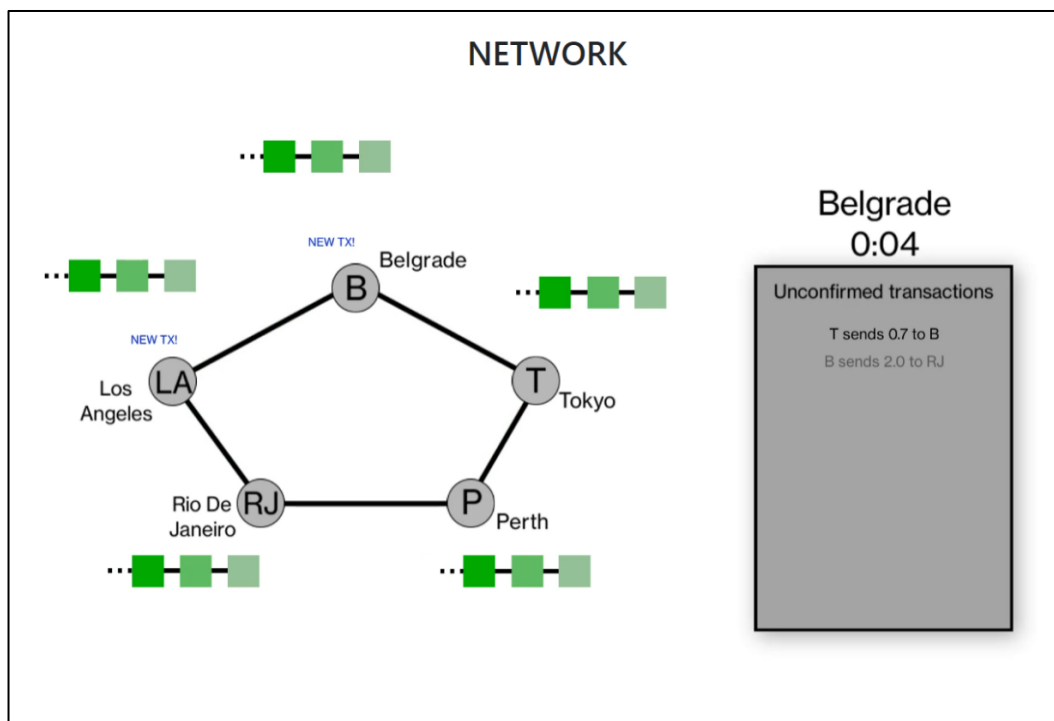 NETWORK
NEW TX!
B
Belgrade
NEW TX!
LA
Los
Angeles
T
Tokyo
RJ
Rio De
Janeiro
P
Perth
Belgrade
0:04
Unconfirmed transactions
T sends 0.7 to B
B sends 2.0 to RJ